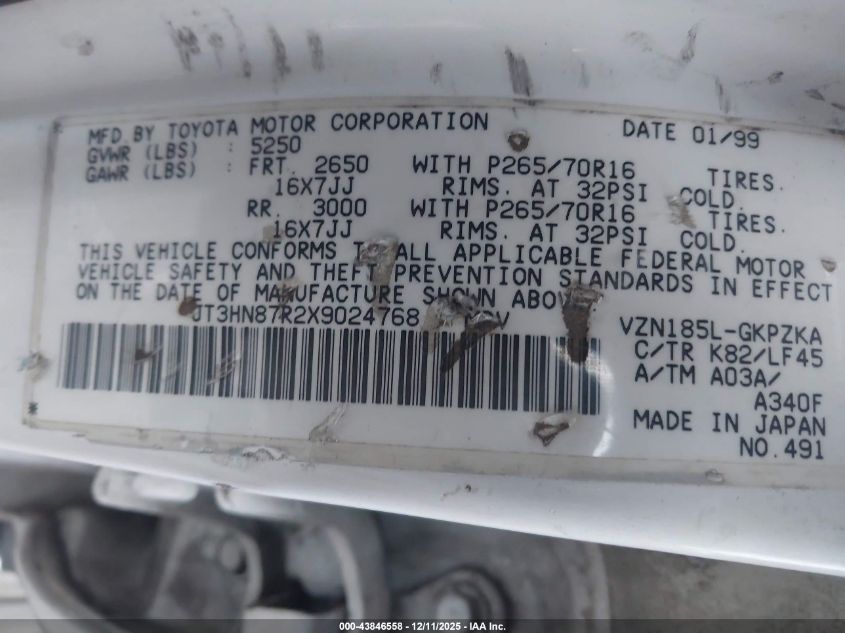 MFD BY TOYOTA MOTOR CORPORATION DATE 01/99
GVWR (LBS) : 5250
GAWR (LBS) : FRT. 2650 WITH P265/70R16 TIRES.
16X7JJ RIMS. AT 32PSI COLD.
RR. 3000 WITH P265/70R16 TIRES.
16X7JJ RIMS. AT 32PSI COLD.
THIS VEHICLE CONFORMS TO ALL APPLICABLE FEDERAL MOTOR
VEHICLE SAFETY AND THEFT PREVENTION STANDARDS IN EFFECT
ON THE DATE OF MANUFACTURE SHOWN ABOVE
JT3HN87R2X9024768
VZN185L-GKPZKA
C/TR K82/LF45
A/TM A03A/
A340F
MADE IN JAPAN
NO.491
000-43846558 - 12/11/2025 - IAA Inc.